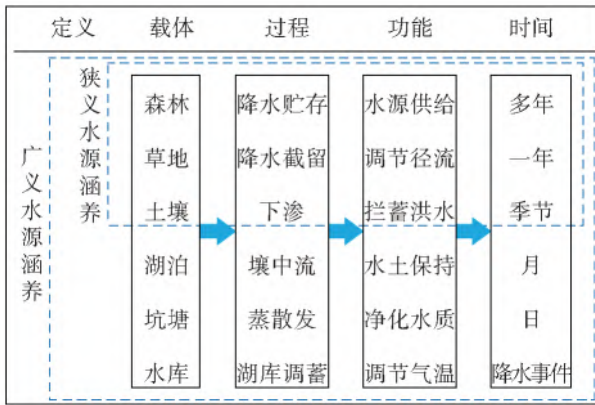 定义 载体 过程 功能 时间
广义水源涵养
狭义水源涵养
森林 降水贮存 水源供给 多年
草地 降水截留 调节径流 一年
土壤 下渗 拦蓄洪水 季节
湖泊 壤中流 水土保持 月
坑塘 蒸散发 净化水质 日
水库 湖库调蓄 调节气温 降水事件